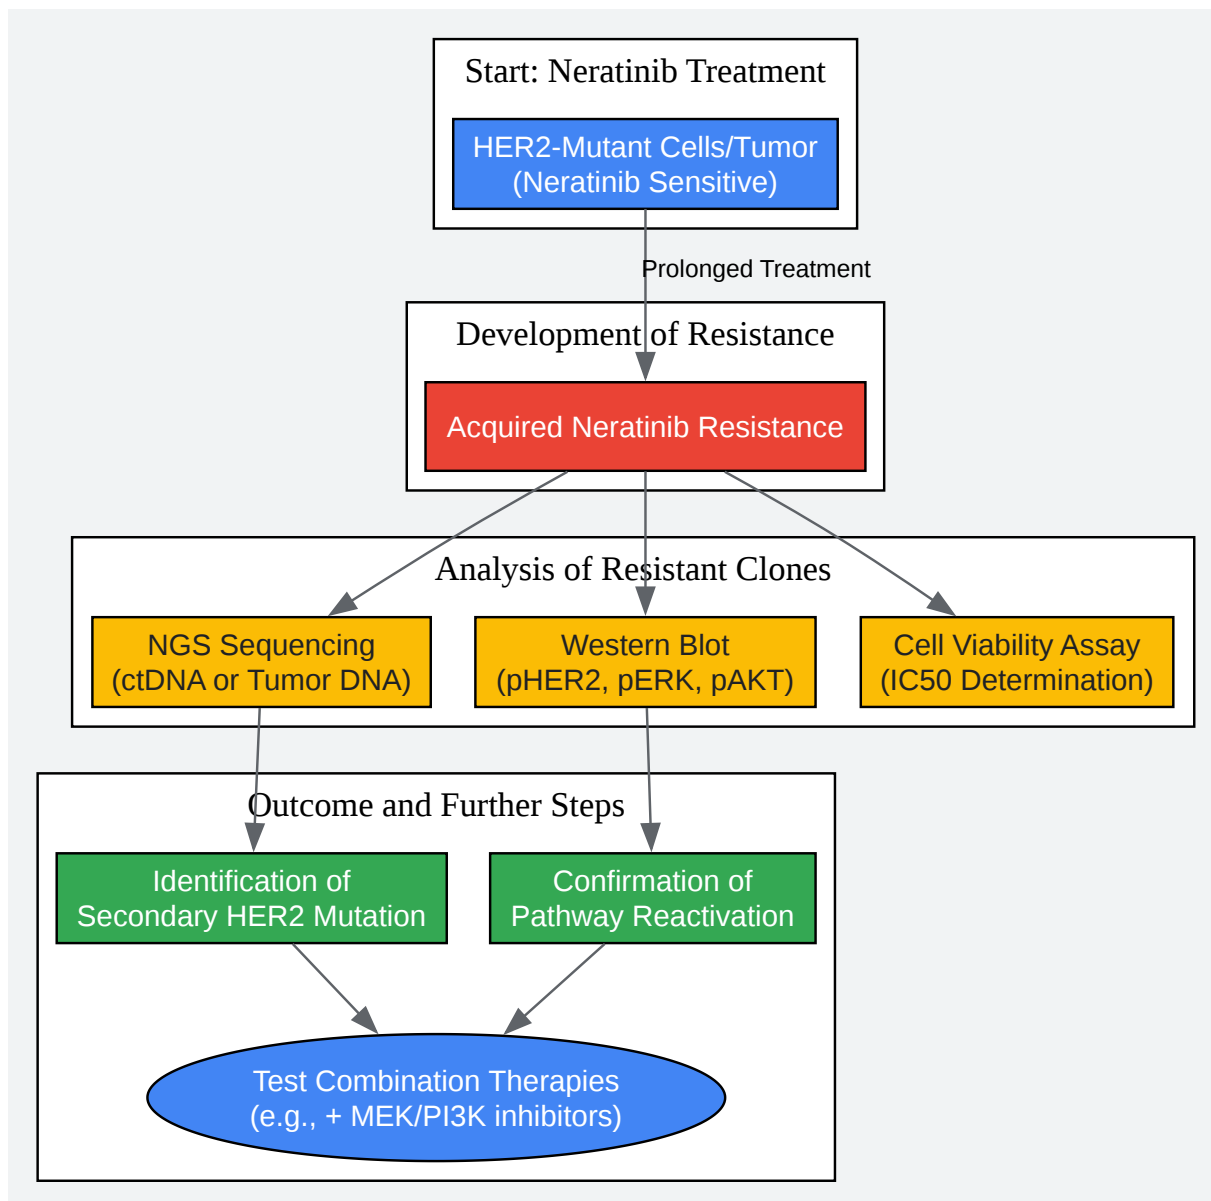 Start: Neratinib Treatment
HER2-Mutant Cells/Tumor
(Neratinib Sensitive)
Prolonged Treatment
Development of Resistance
Acquired Neratinib Resistance
Analysis of Resistant Clones
NGS Sequencing
(ctDNA or Tumor DNA)
Western Blot
(pHER2, pERK, pAKT)
Cell Viability Assay
(IC50 Determination)
Outcome and Further Steps
Identification of
Secondary HER2 Mutation
Confirmation of
Pathway Reactivation
Test Combination Therapies
(e.g., + MEK/PI3K inhibitors)